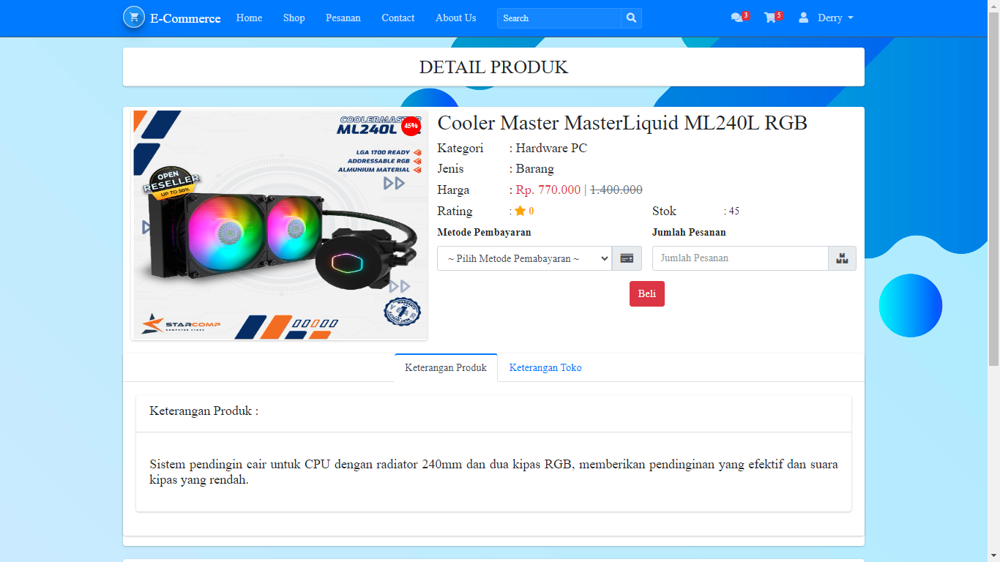 E-Commerce Home Shop Pesanan Contact About Us Search 3 5 Derry
DETAIL PRODUK
COOLERMASTER
ML240L
45%
LGA 1700 READY
ADDRESSABLE RGB
ALMUNIUM MATERIAL
OPEN
RESELLER
UP TO 50%
WARRANTY
1
YEAR
STARCOMP
COMPUTER STORE
Cooler Master MasterLiquid ML240L RGB
Kategori : Hardware PC
Jenis : Barang
Harga : Rp. 770.000 | 1.400.000
Rating : 0 Stok : 45
Metode Pembayaran Jumlah Pesanan
~ Pilih Metode Pemabayaran ~ Jumlah Pesanan
Beli
Keterangan Produk Keterangan Toko
Keterangan Produk :
Sistem pendingin cair untuk CPU dengan radiator 240mm dan dua kipas RGB, memberikan pendinginan yang efektif dan suara
kipas yang rendah.